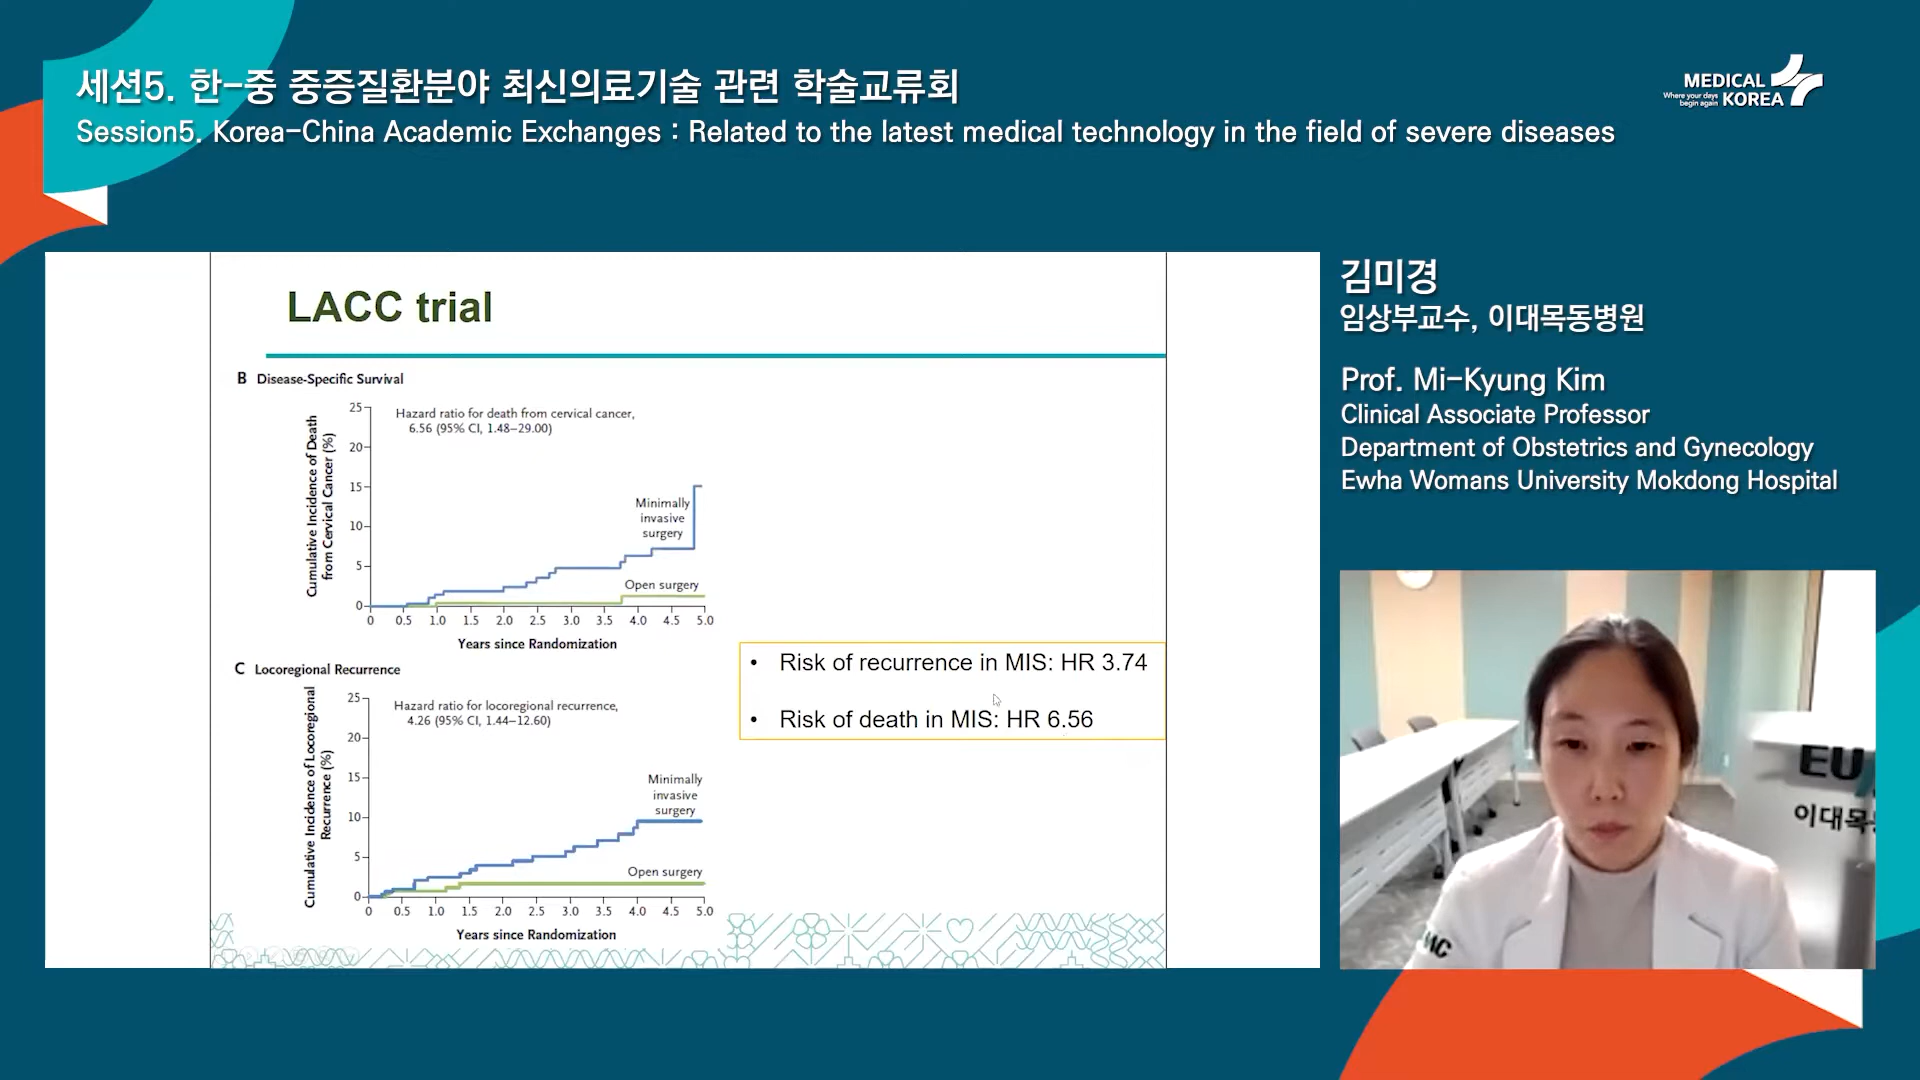 세션5. 한-중 중증질환분야 최신의료기술 관련 학술교류회
Session5. Korea-China Academic Exchanges : Related to the latest medical technology in the field of severe diseases
MEDICAL
KOREA
Where your days
begin again
LACC trial
B Disease-Specific Survival
Hazard ratio for death from cervical cancer,
6.56 (95% CI, 1.48–29.00)
Cumulative Incidence of Death
from Cervical Cancer (%)
25
20
15
10
5
0
Minimally
invasive
surgery
Open surgery
0 0.5 1.0 1.5 2.0 2.5 3.0 3.5 4.0 4.5 5.0
Years since Randomization
C Locoregional Recurrence
Hazard ratio for locoregional recurrence,
4.26 (95% CI, 1.44–12.60)
Cumulative Incidence of Locoregional
Recurrence (%)
25
20
15
10
5
0
Minimally
invasive
surgery
Open surgery
0 0.5 1.0 1.5 2.0 2.5 3.0 3.5 4.0 4.5 5.0
Years since Randomization
• Risk of recurrence in MIS: HR 3.74
• Risk of death in MIS: HR 6.56
김미경
임상부교수, 이대목동병원
Prof. Mi-Kyung Kim
Clinical Associate Professor
Department of Obstetrics and Gynecology
Ewha Womans University Mokdong Hospital
EU
이대목